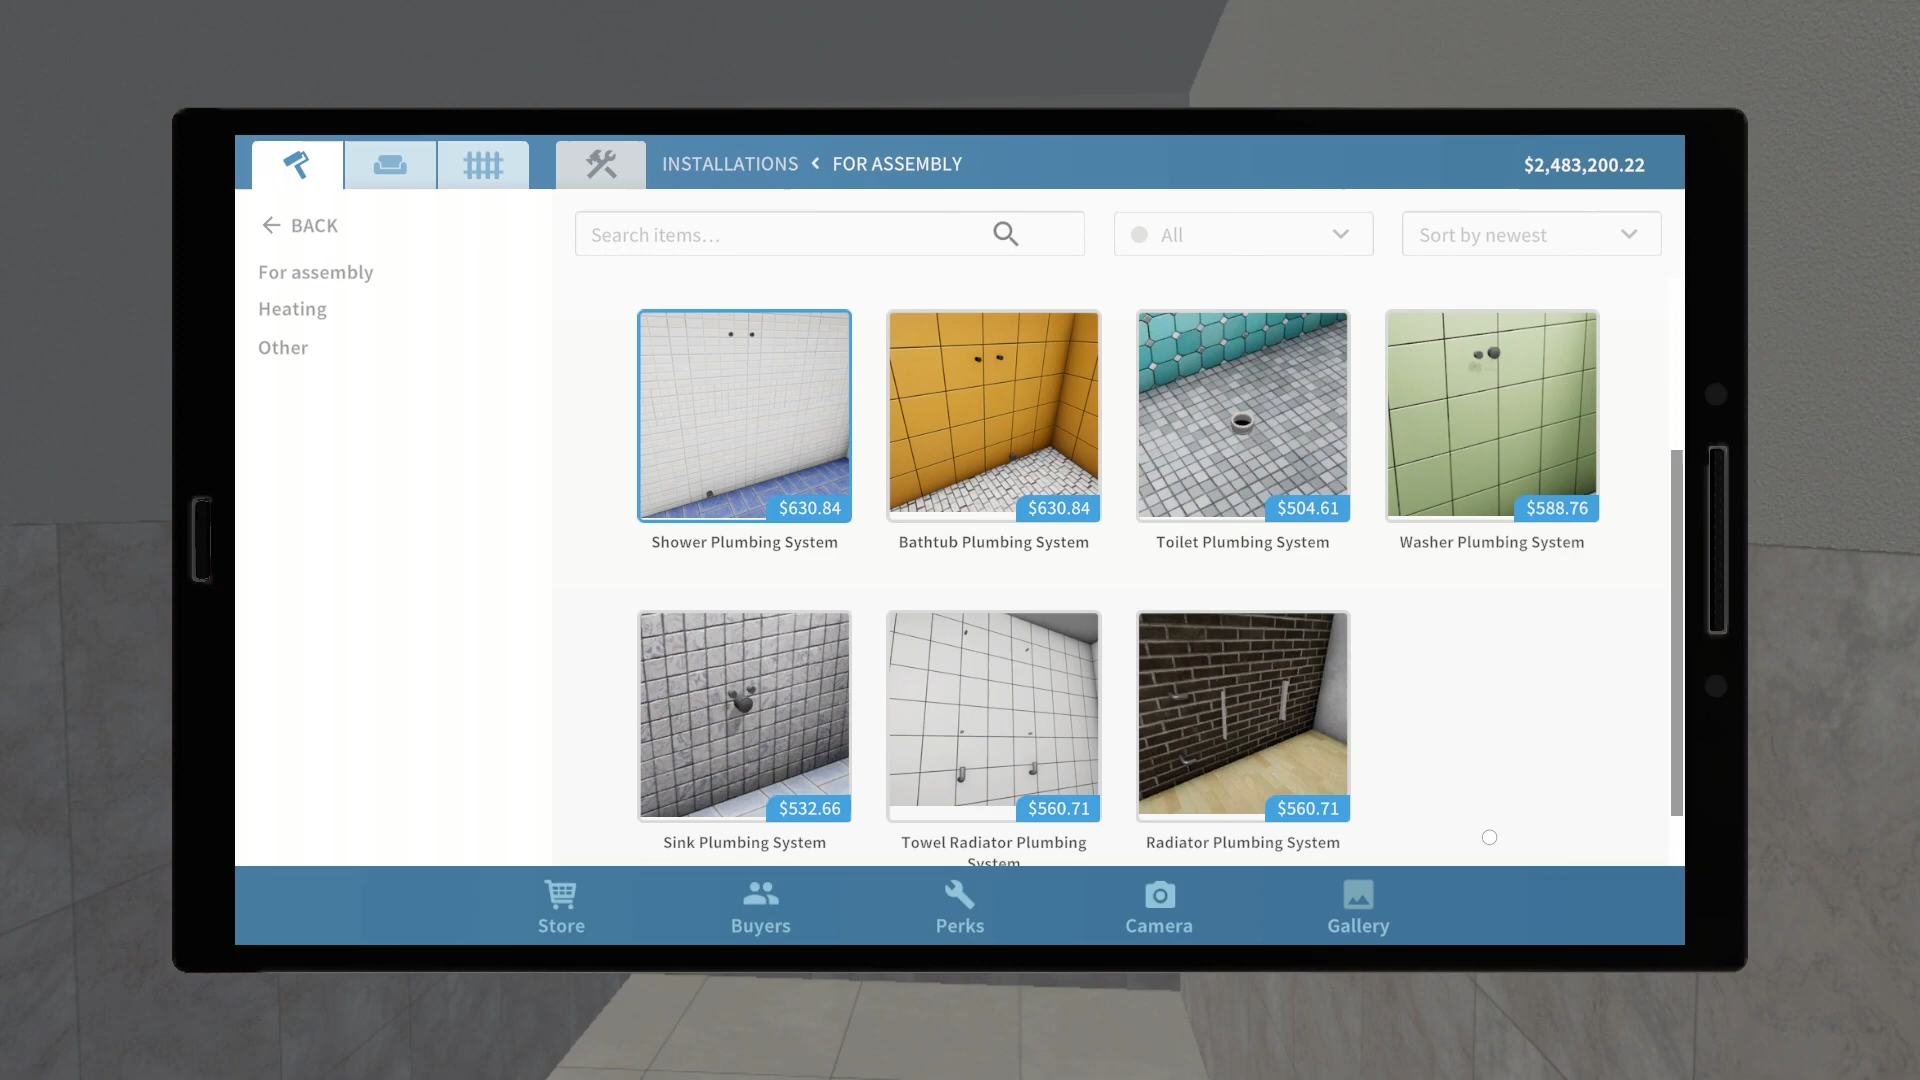 INSTALLATIONS < FOR ASSEMBLY
$2,483,200.22
BACK
For assembly
Heating
Other
Search items...
All
Sort by newest
$630.84
$630.84
$504.61
$588.76
Shower Plumbing System
Bathtub Plumbing System
Toilet Plumbing System
Washer Plumbing System
$532.66
$560.71
$560.71
Sink Plumbing System
Towel Radiator Plumbing
System
Radiator Plumbing System
Store
Buyers
Perks
Camera
Gallery